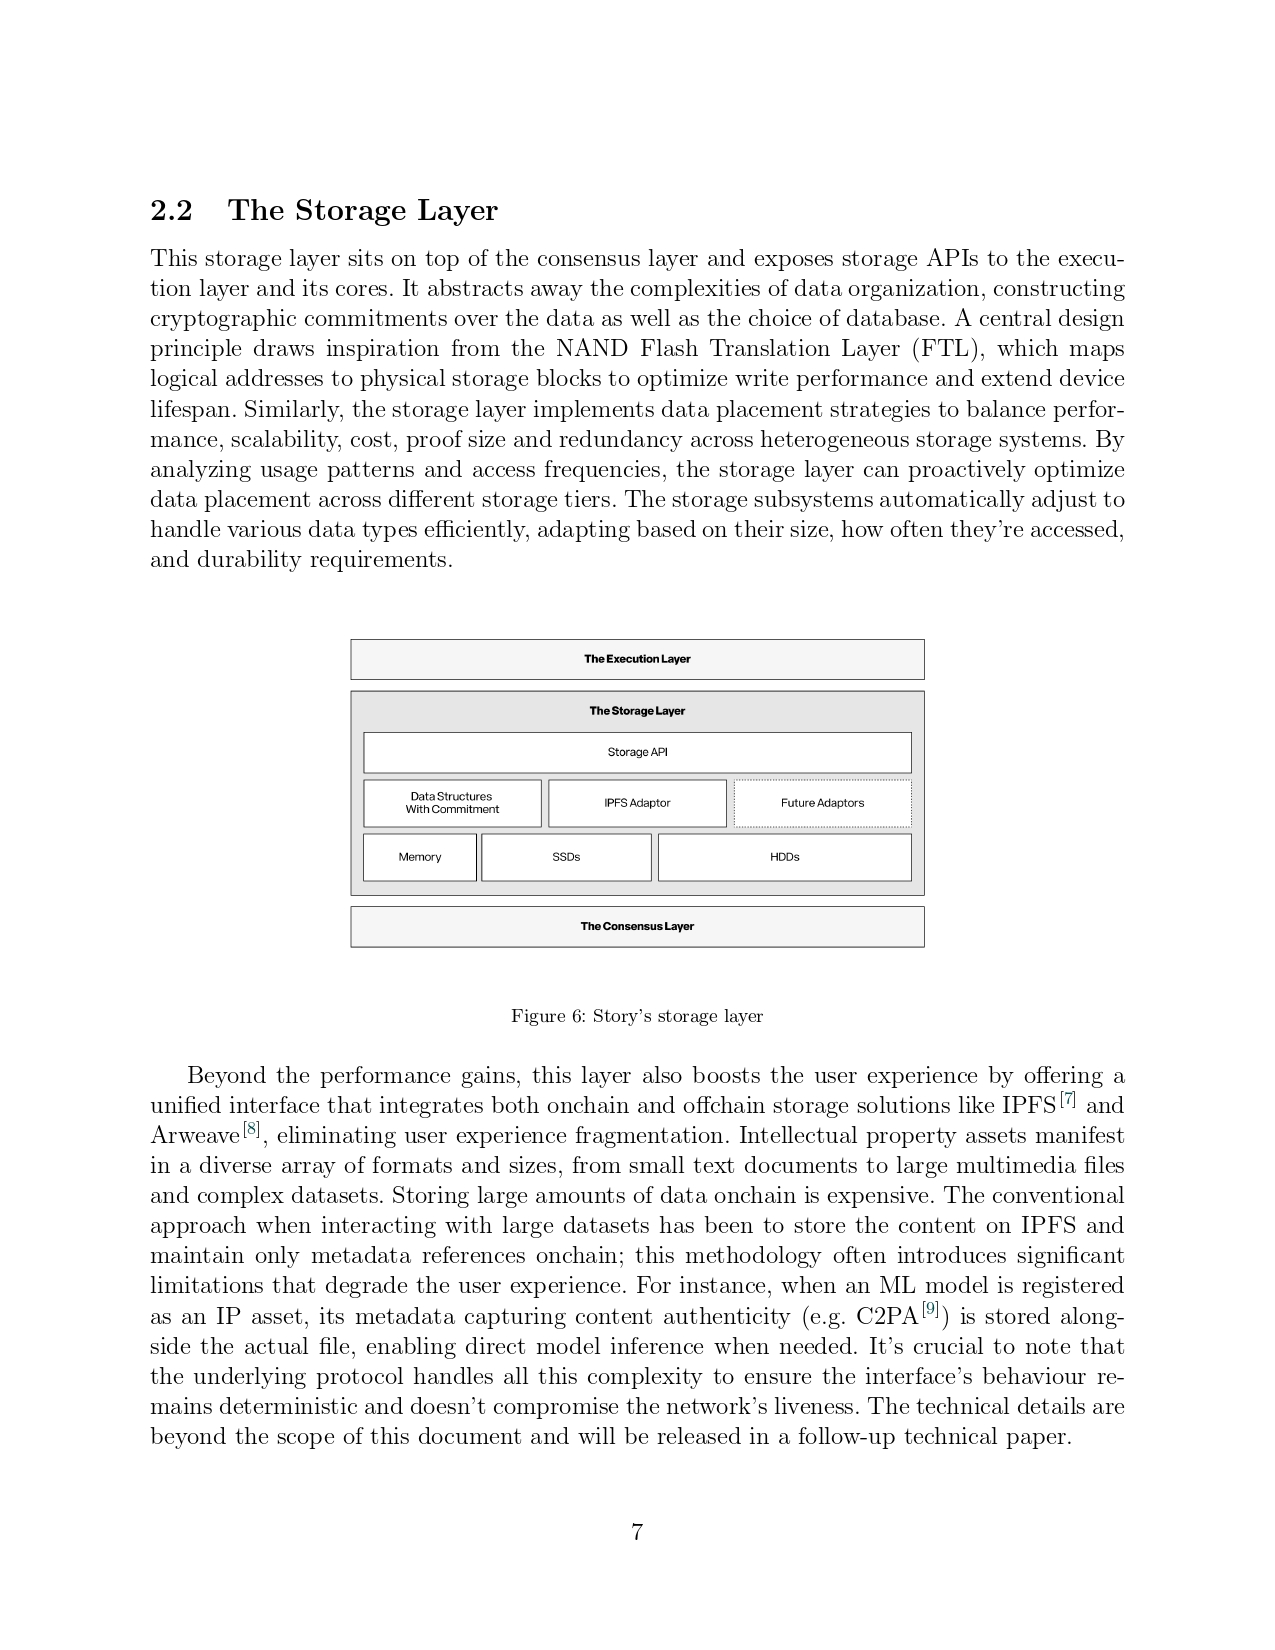 2.2 The Storage Layer
This storage layer sits on top of the consensus layer and exposes storage APIs to the execu-
tion layer and its cores. It abstracts away the complexities of data organization, constructing
cryptographic commitments over the data as well as the choice of database. A central design
principle draws inspiration from the NAND Flash Translation Layer (FTL), which maps
logical addresses to physical storage blocks to optimize write performance and extend device
lifespan. Similarly, the storage layer implements data placement strategies to balance perfor-
mance, scalability, cost, proof size and redundancy across heterogeneous storage systems. By
analyzing usage patterns and access frequencies, the storage layer can proactively optimize
data placement across different storage tiers. The storage subsystems automatically adjust to
handle various data types efficiently, adapting based on their size, how often they're accessed,
and durability requirements.
The Execution Layer
The Storage Layer
Storage API
Data Structures
With Commitment
IPFS Adaptor
Future Adaptors
Memory
SSDs
HDDs
The Consensus Layer
Figure 6: Story's storage layer
Beyond the performance gains, this layer also boosts the user experience by offering a
unified interface that integrates both onchain and offchain storage solutions like IPFS[7] and
Arweave[8], eliminating user experience fragmentation. Intellectual property assets manifest
in a diverse array of formats and sizes, from small text documents to large multimedia files
and complex datasets. Storing large amounts of data onchain is expensive. The conventional
approach when interacting with large datasets has been to store the content on IPFS and
maintain only metadata references onchain; this methodology often introduces significant
limitations that degrade the user experience. For instance, when an ML model is registered
as an IP asset, its metadata capturing content authenticity (e.g. C2PA[9]) is stored along-
side the actual file, enabling direct model inference when needed. It's crucial to note that
the underlying protocol handles all this complexity to ensure the interface's behaviour re-
mains deterministic and doesn't compromise the network's liveness. The technical details are
beyond the scope of this document and will be released in a follow-up technical paper.
7